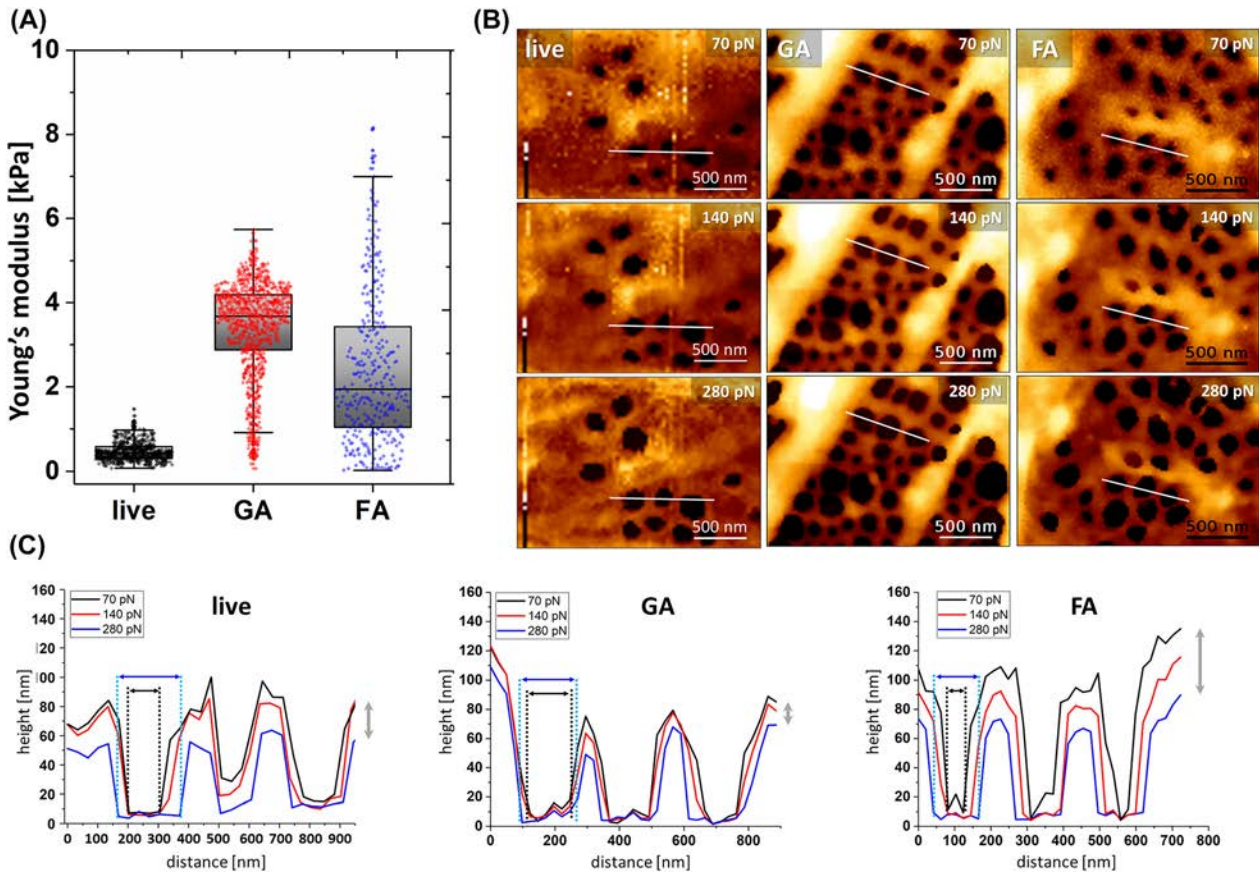 (A)
10
8
6
4
2
0
Young's modulus [kPa]
live
GA
FA
(B)
live
70 pN
500 nm
GA
70 pN
500 nm
FA
70 pN
500 nm
140 pN
500 nm
140 pN
500 nm
140 pN
500 nm
280 pN
500 nm
280 pN
500 nm
280 pN
500 nm
(C)
live
70 pN
140 pN
280 pN
160
140
120
100
80
60
40
20
0
height [nm]
0 100 200 300 400 500 600 700 800 900
distance [nm]
GA
70 pN
140 pN
280 pN
160
140
120
100
80
60
40
20
0
height [nm]
0 200 400 600 800
distance [nm]
FA
70 pN
140 pN
280 pN
160
140
120
100
80
60
40
20
0
height [nm]
0 100 200 300 400 500 600 700 800
distance [nm]